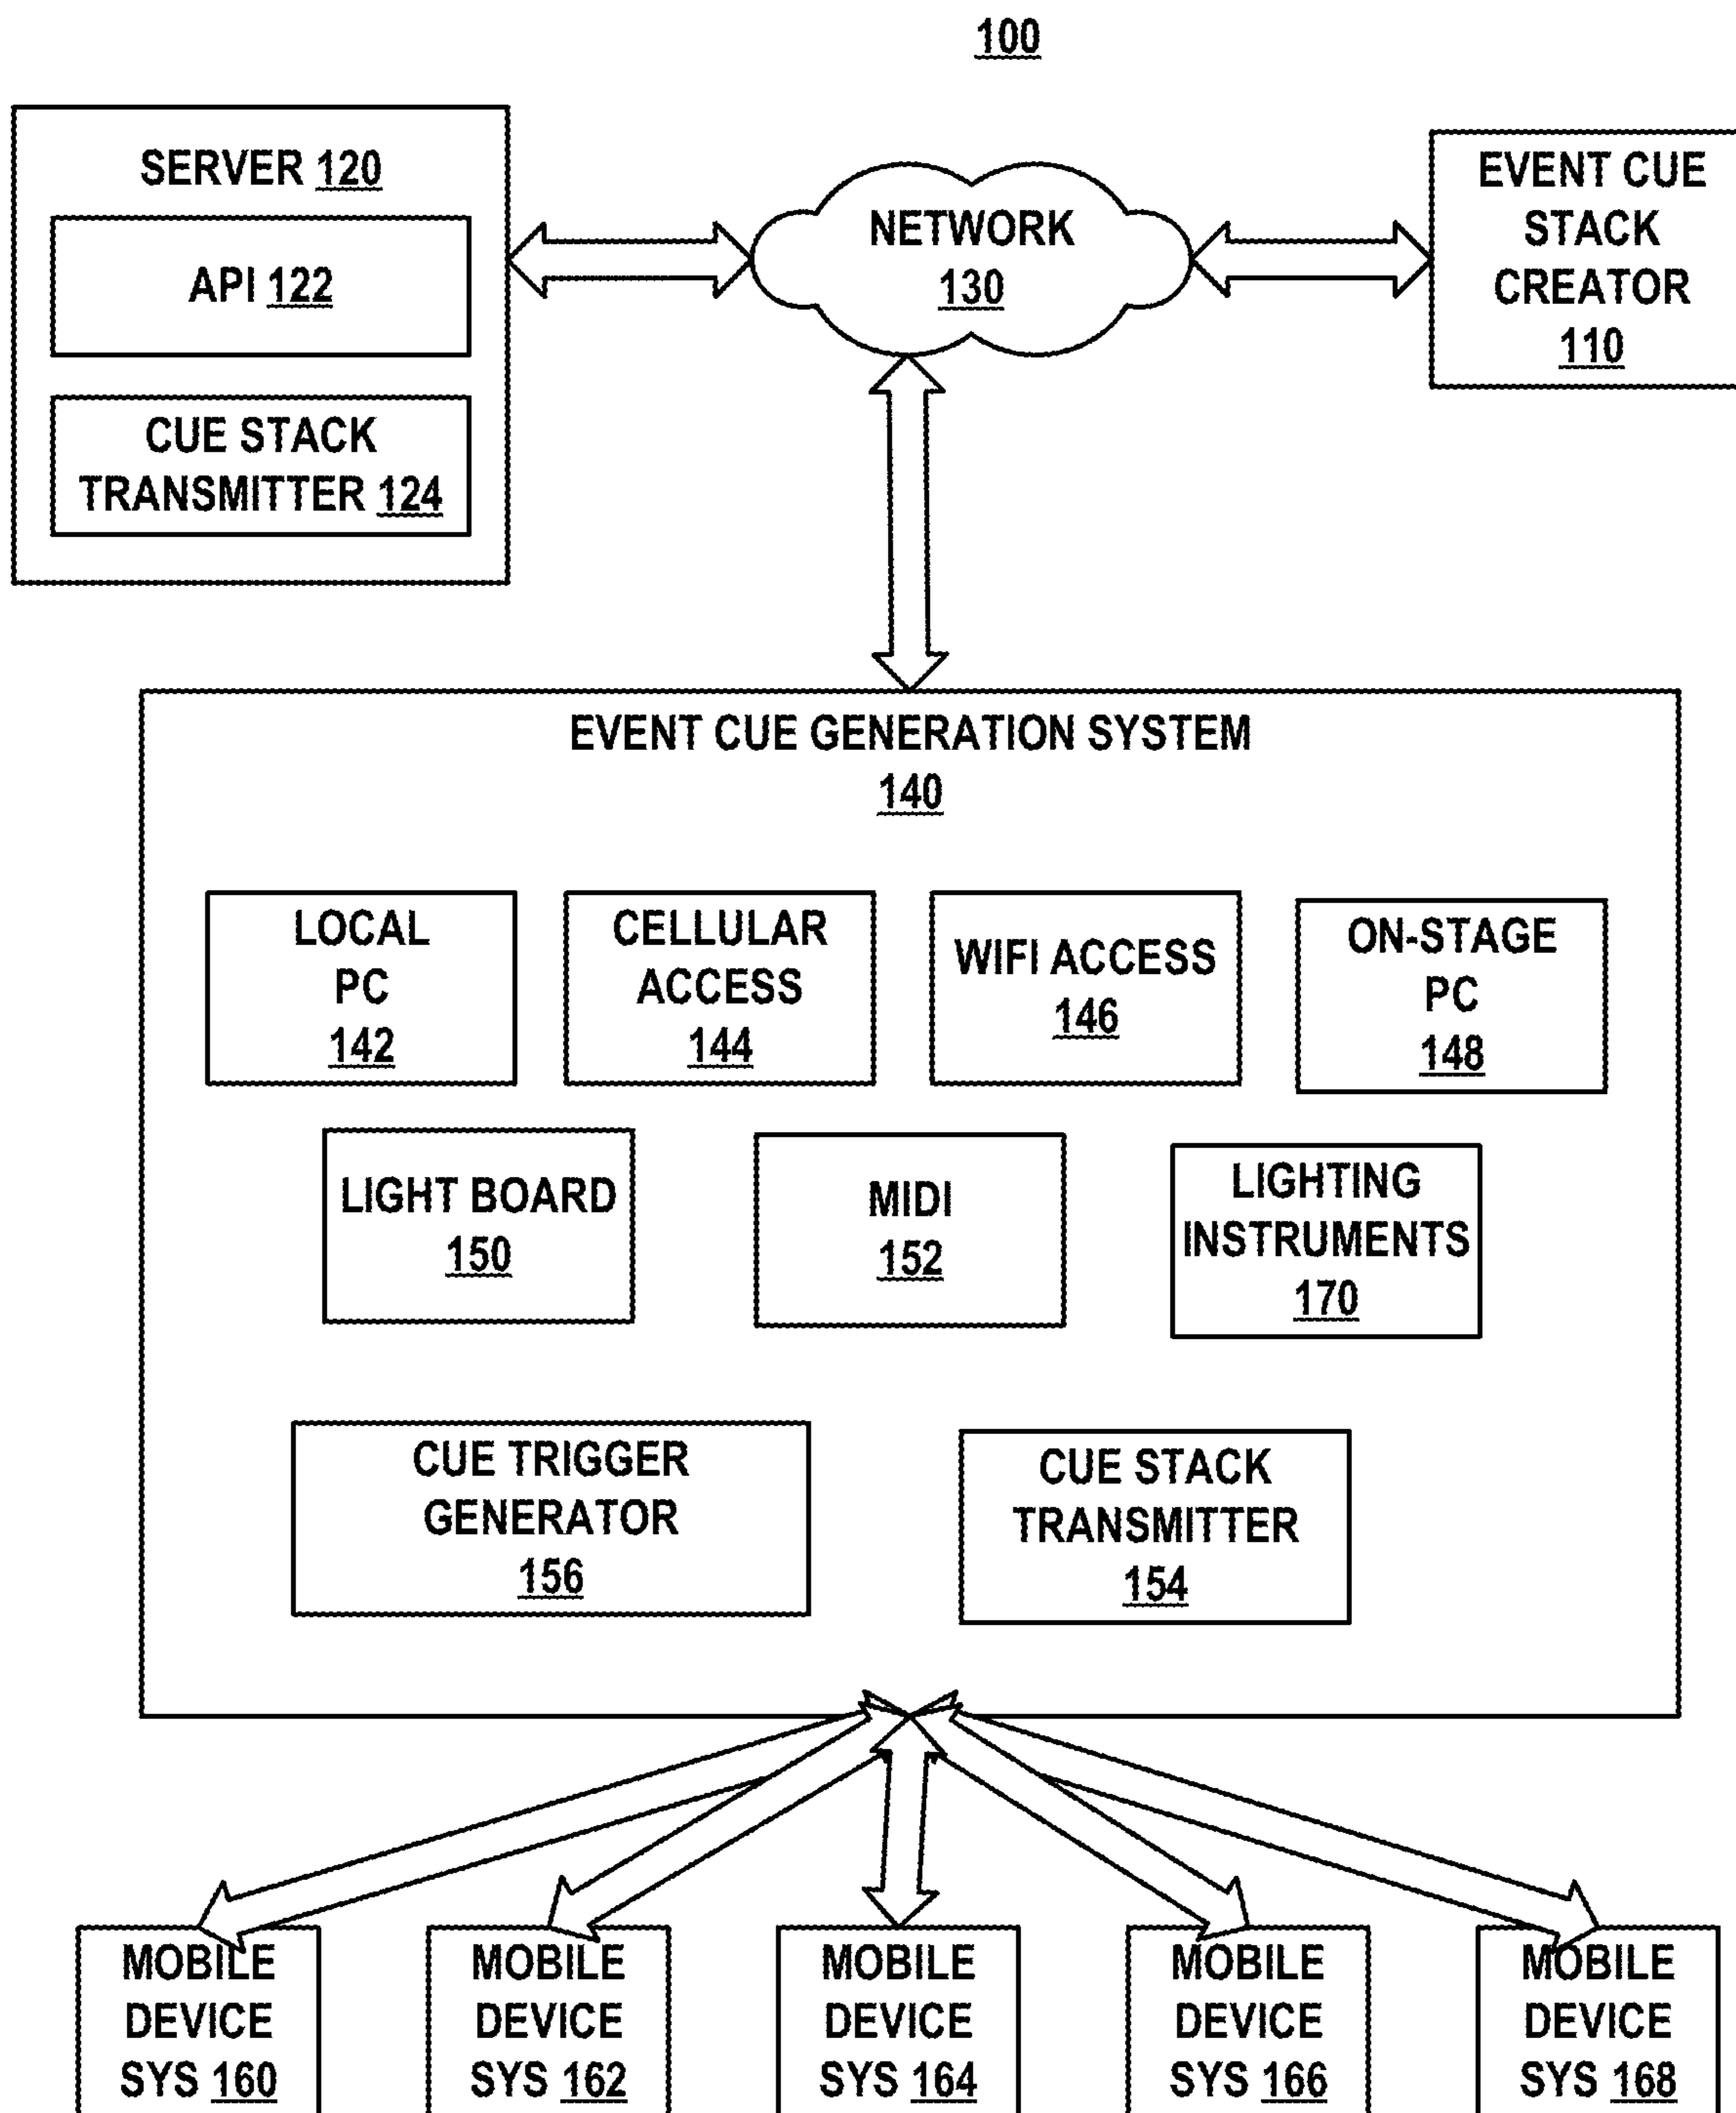 100
SERVER 120
API 122
CUE STACK
TRANSMITTER 124
NETWORK
130
EVENT CUE
STACK
CREATOR
110
EVENT CUE GENERATION SYSTEM
140
LOCAL
PC
142
CELLULAR
ACCESS
144
WIFI ACCESS
146
ON-STAGE
PC
148
LIGHT BOARD
150
MIDI
152
LIGHTING
INSTRUMENTS
170
CUE TRIGGER
GENERATOR
156
CUE STACK
TRANSMITTER
154
MOBILE
DEVICE
SYS 160
MOBILE
DEVICE
SYS 162
MOBILE
DEVICE
SYS 164
MOBILE
DEVICE
SYS 166
MOBILE
DEVICE
SYS 168